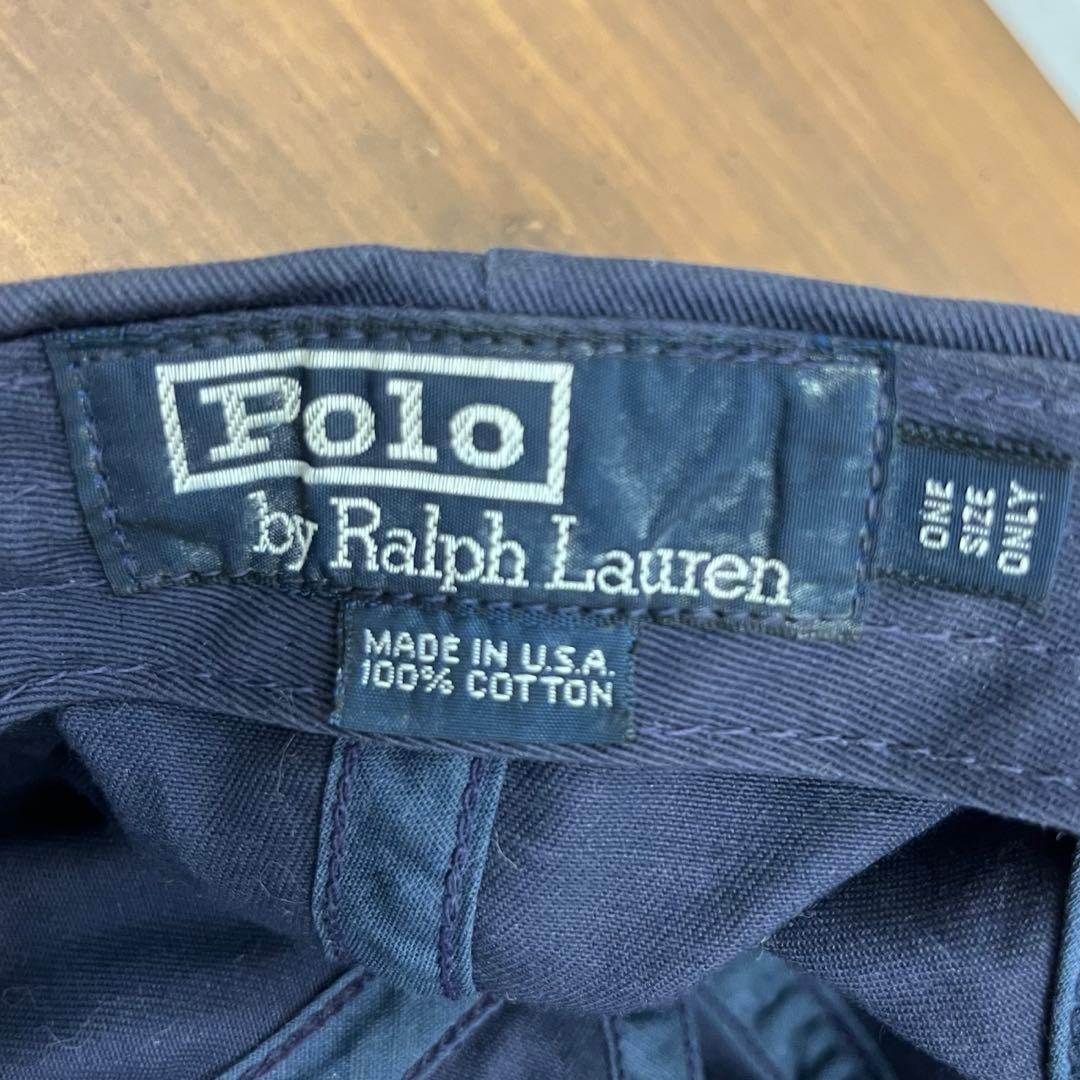 Polo
by Ralph Lauren
ONE
SIZE
ONLY
MADE IN U.S.A.
100% COTTON